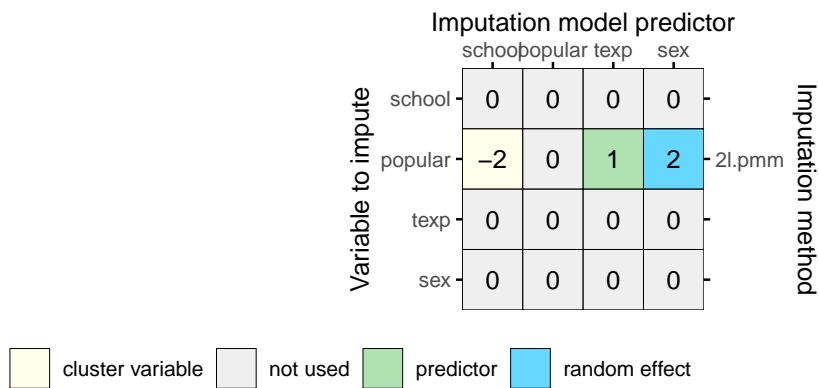 Imputation model predictor
school popular texp sex
Variable to impute
school 0 0 0 0
popular −2 0 1 2 2l.pmm
texp 0 0 0 0
sex 0 0 0 0
Imputation method
cluster variable not used predictor random effect